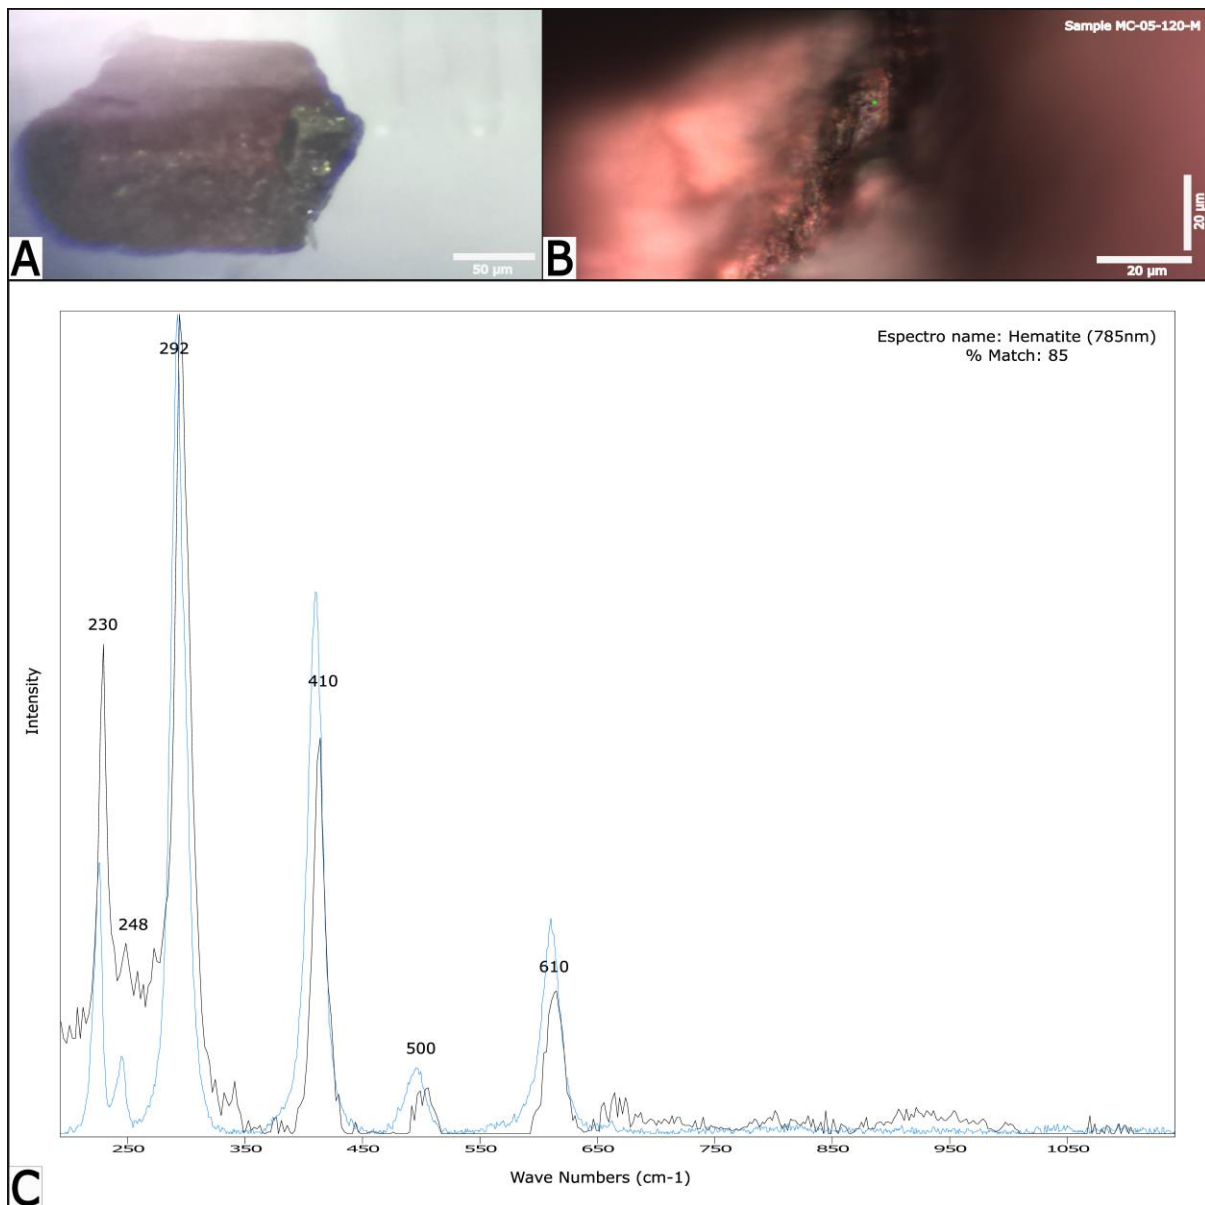 A
50 µm
Sample MC-05-120-M
B
20 µm
20 µm
Espectro name: Hematite (785nm)
% Match: 85
292
230
410
248
610
500
Intensity
250 350 450 550 650 750 850 950 1050
Wave Numbers (cm-1)
C